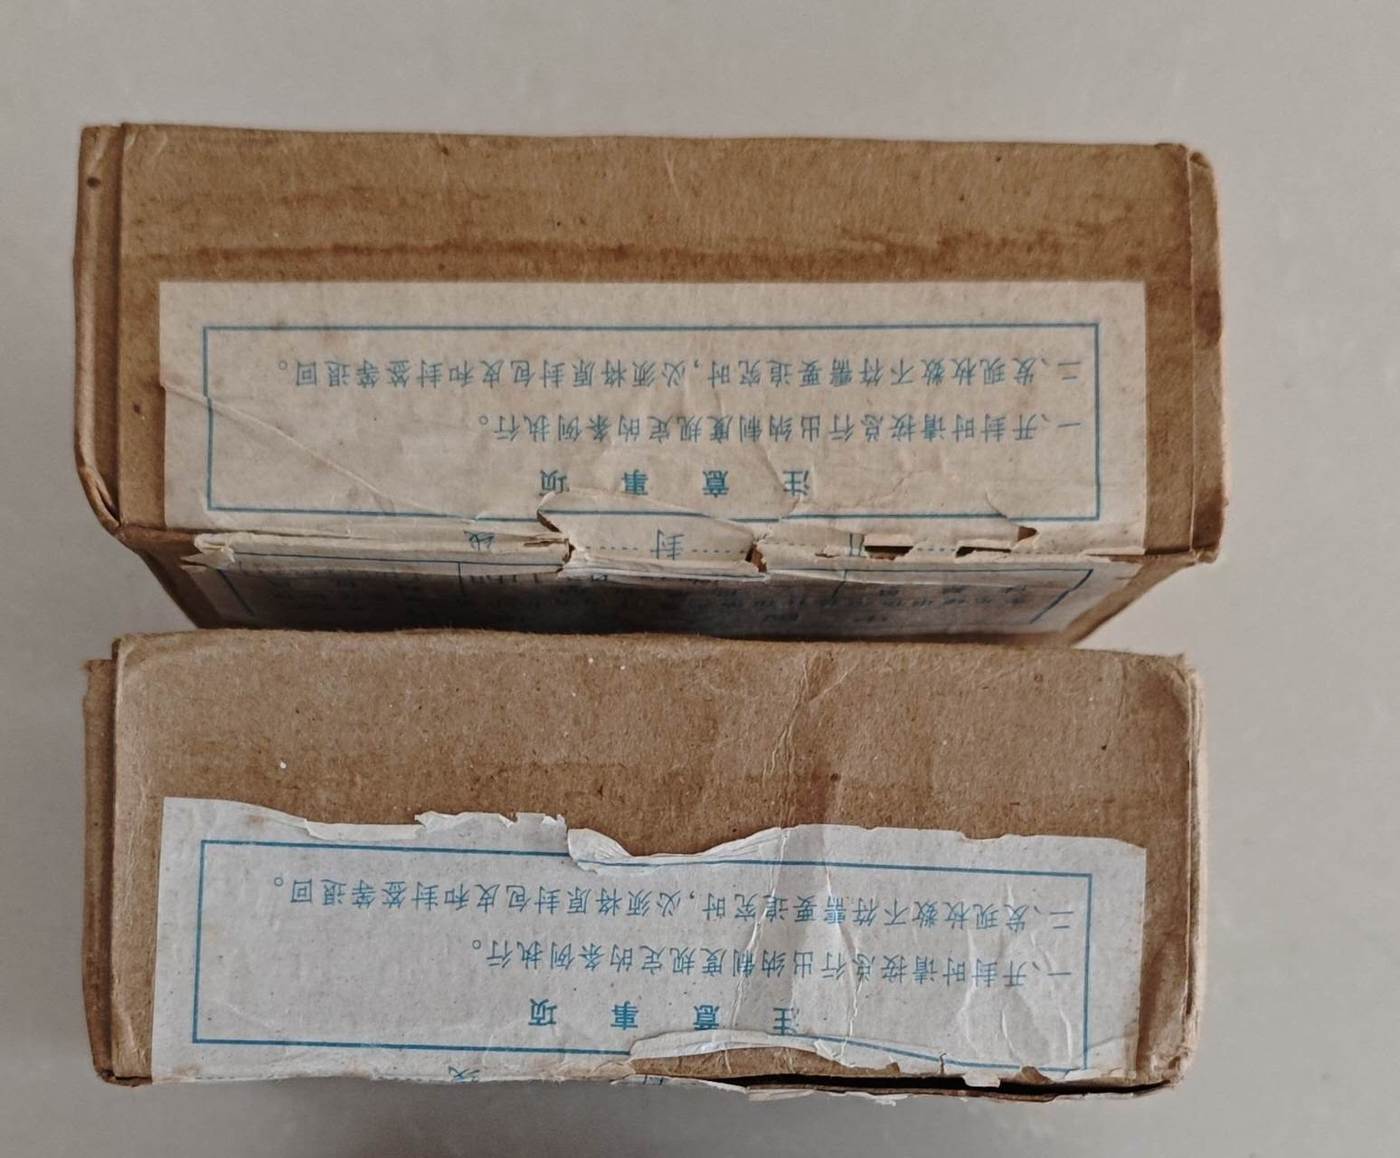 注意事项
一、开封时请按总行出纳制度规定的条例执行。
二、发现枚数不符需要追究时，必须将原封包皮和封签等退回。
封
注意事项
一、开封时请按总行出纳制度规定的条例执行。
二、发现枚数不符需要追究时，必须将原封包皮和封签等退回。